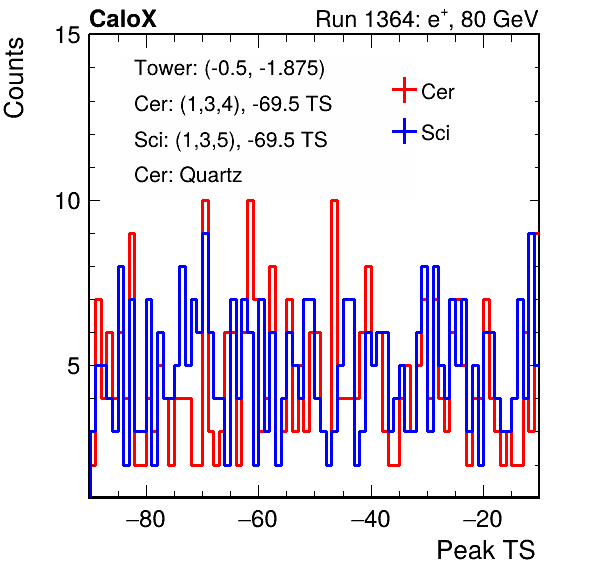 CaloX Run 1364: e⁺, 80 GeV
15
Counts
Tower: (-0.5, -1.875)
Cer: (1,3,4), -69.5 TS
Sci: (1,3,5), -69.5 TS
Cer: Quartz
Cer
Sci
10
5
−80 −60 −40 −20
Peak TS